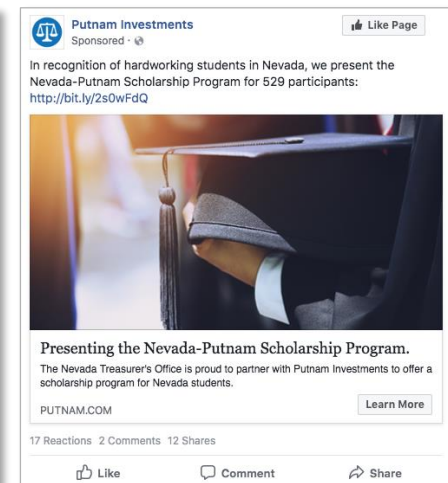 Putnam Investments
Like Page
Sponsored ·
In recognition of hardworking students in Nevada, we present the
Nevada-Putnam Scholarship Program for 529 participants:
http://bit.ly/2s0wFdQ
Presenting the Nevada-Putnam Scholarship Program.
The Nevada Treasurer's Office is proud to partner with Putnam Investments to offer a
scholarship program for Nevada students.
PUTNAM.COM
Learn More
17 Reactions 2 Comments 12 Shares
Like
Comment
Share